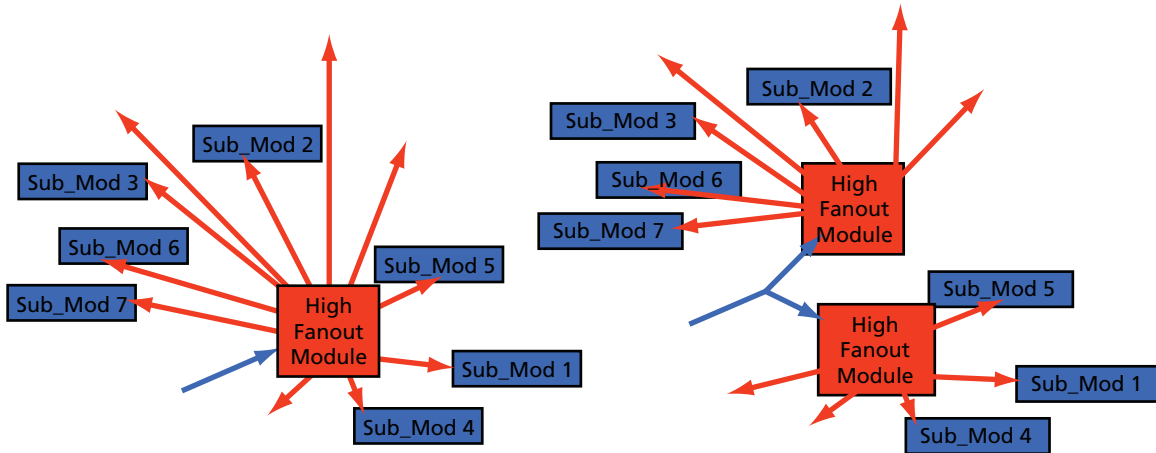 Sub_Mod 2
Sub_Mod 3
Sub_Mod 6
Sub_Mod 5
Sub_Mod 7
High
Fanout
Module
Sub_Mod 1
Sub_Mod 4
Sub_Mod 2
Sub_Mod 3
Sub_Mod 6
High
Fanout
Module
Sub_Mod 7
Sub_Mod 5
High
Fanout
Module
Sub_Mod 1
Sub_Mod 4